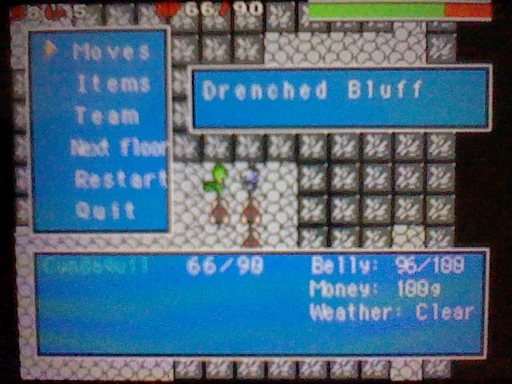 66/90
Moves
Items
Team
Next floor
Restart
Quit
Drenched Bluff
66/90
Belly: 96/100
Money: 100g
Weather: Clear